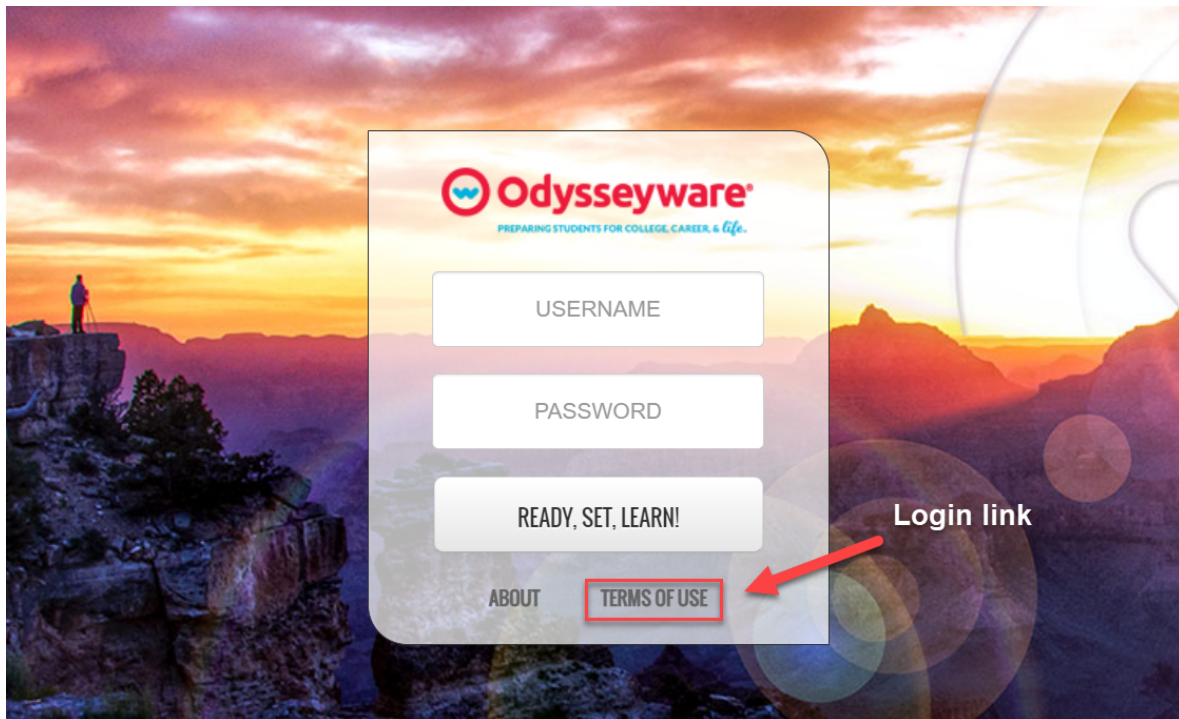 Odysseyware®
PREPARING STUDENTS FOR COLLEGE, CAREER, & life.
USERNAME
PASSWORD
READY, SET, LEARN!
Login link
ABOUT TERMS OF USE